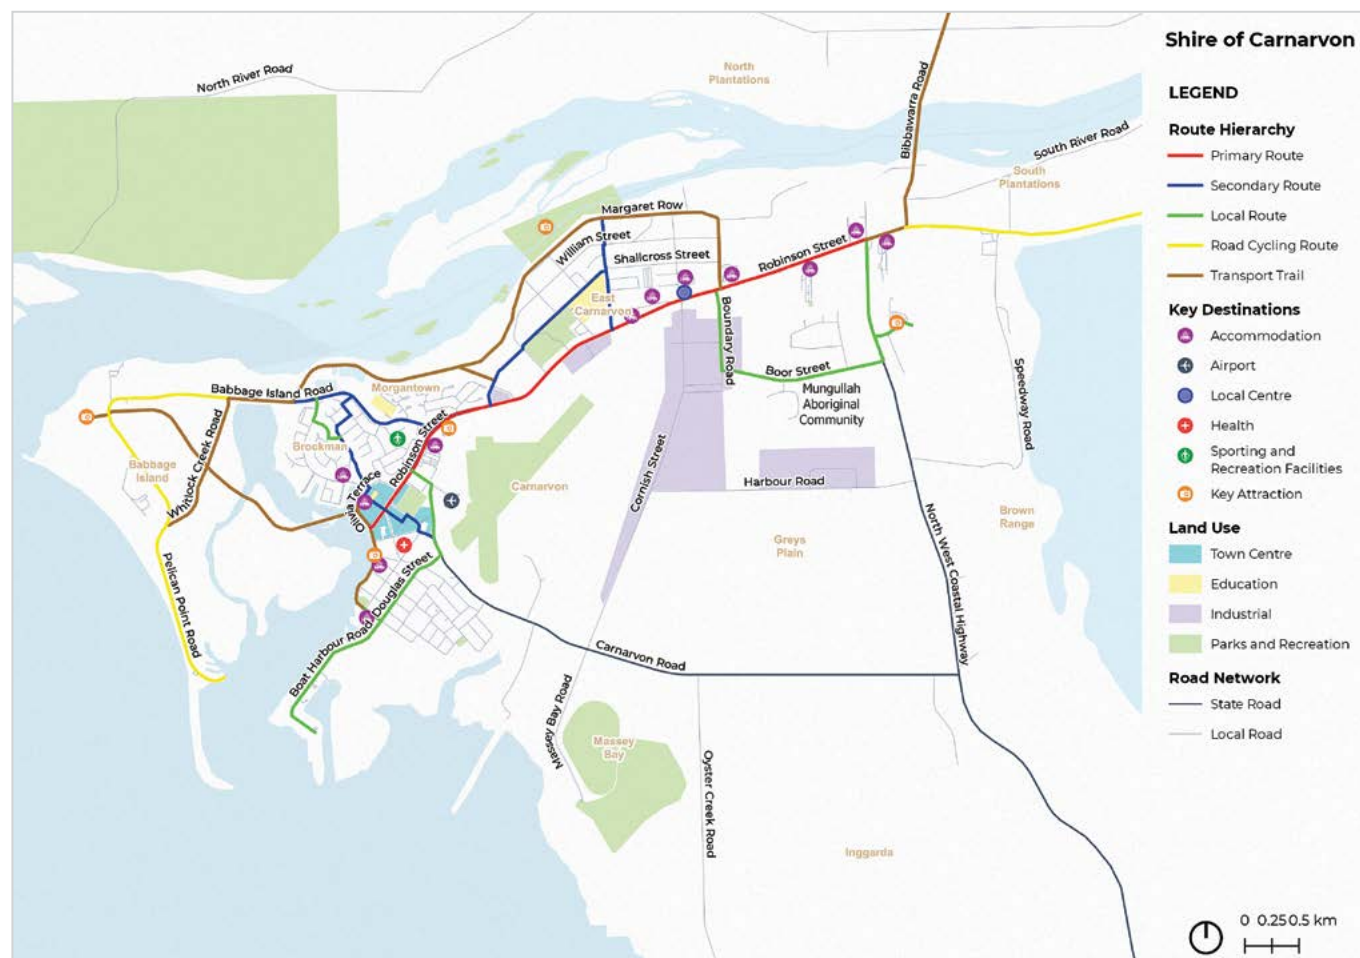 Shire of Carnarvon
LEGEND
Route Hierarchy
Primary Route
Secondary Route
Local Route
Road Cycling Route
Transport Trail
Key Destinations
Accommodation
Airport
Local Centre
Health
Sporting and
Recreation Facilities
Key Attraction
Land Use
Town Centre
Education
Industrial
Parks and Recreation
Road Network
State Road
Local Road
0 0.25 0.5 km
North River Road
North
Plantations
Bibbawarra Road
South River Road
South
Plantations
Margaret Row
William Street
Shallcross Street
Robinson Street
East
Carnarvon
Boundary Road
Boor Street
Mungullah
Aboriginal
Community
Speedway Road
Babbage Island Road
Morgantown
Robinson Street
Brockman
Babbage
Island
Whitlock Creek Road
Olivia Terrace
Carnarvon
Cornish Street
Harbour Road
Brown
Range
Greys
Plain
North West Coastal Highway
Pelican Point Road
Douglas Street
Boat Harbour Road
Carnarvon Road
Massey Bay Road
Massey
Bay
Oyster Creek Road
Inggarda